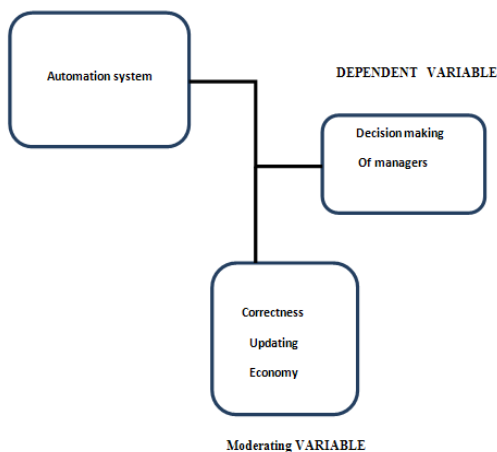 Automation system
DEPENDENT VARIABLE
Decision making
Of managers
Correctness
Updating
Economy
Moderating VARIABLE